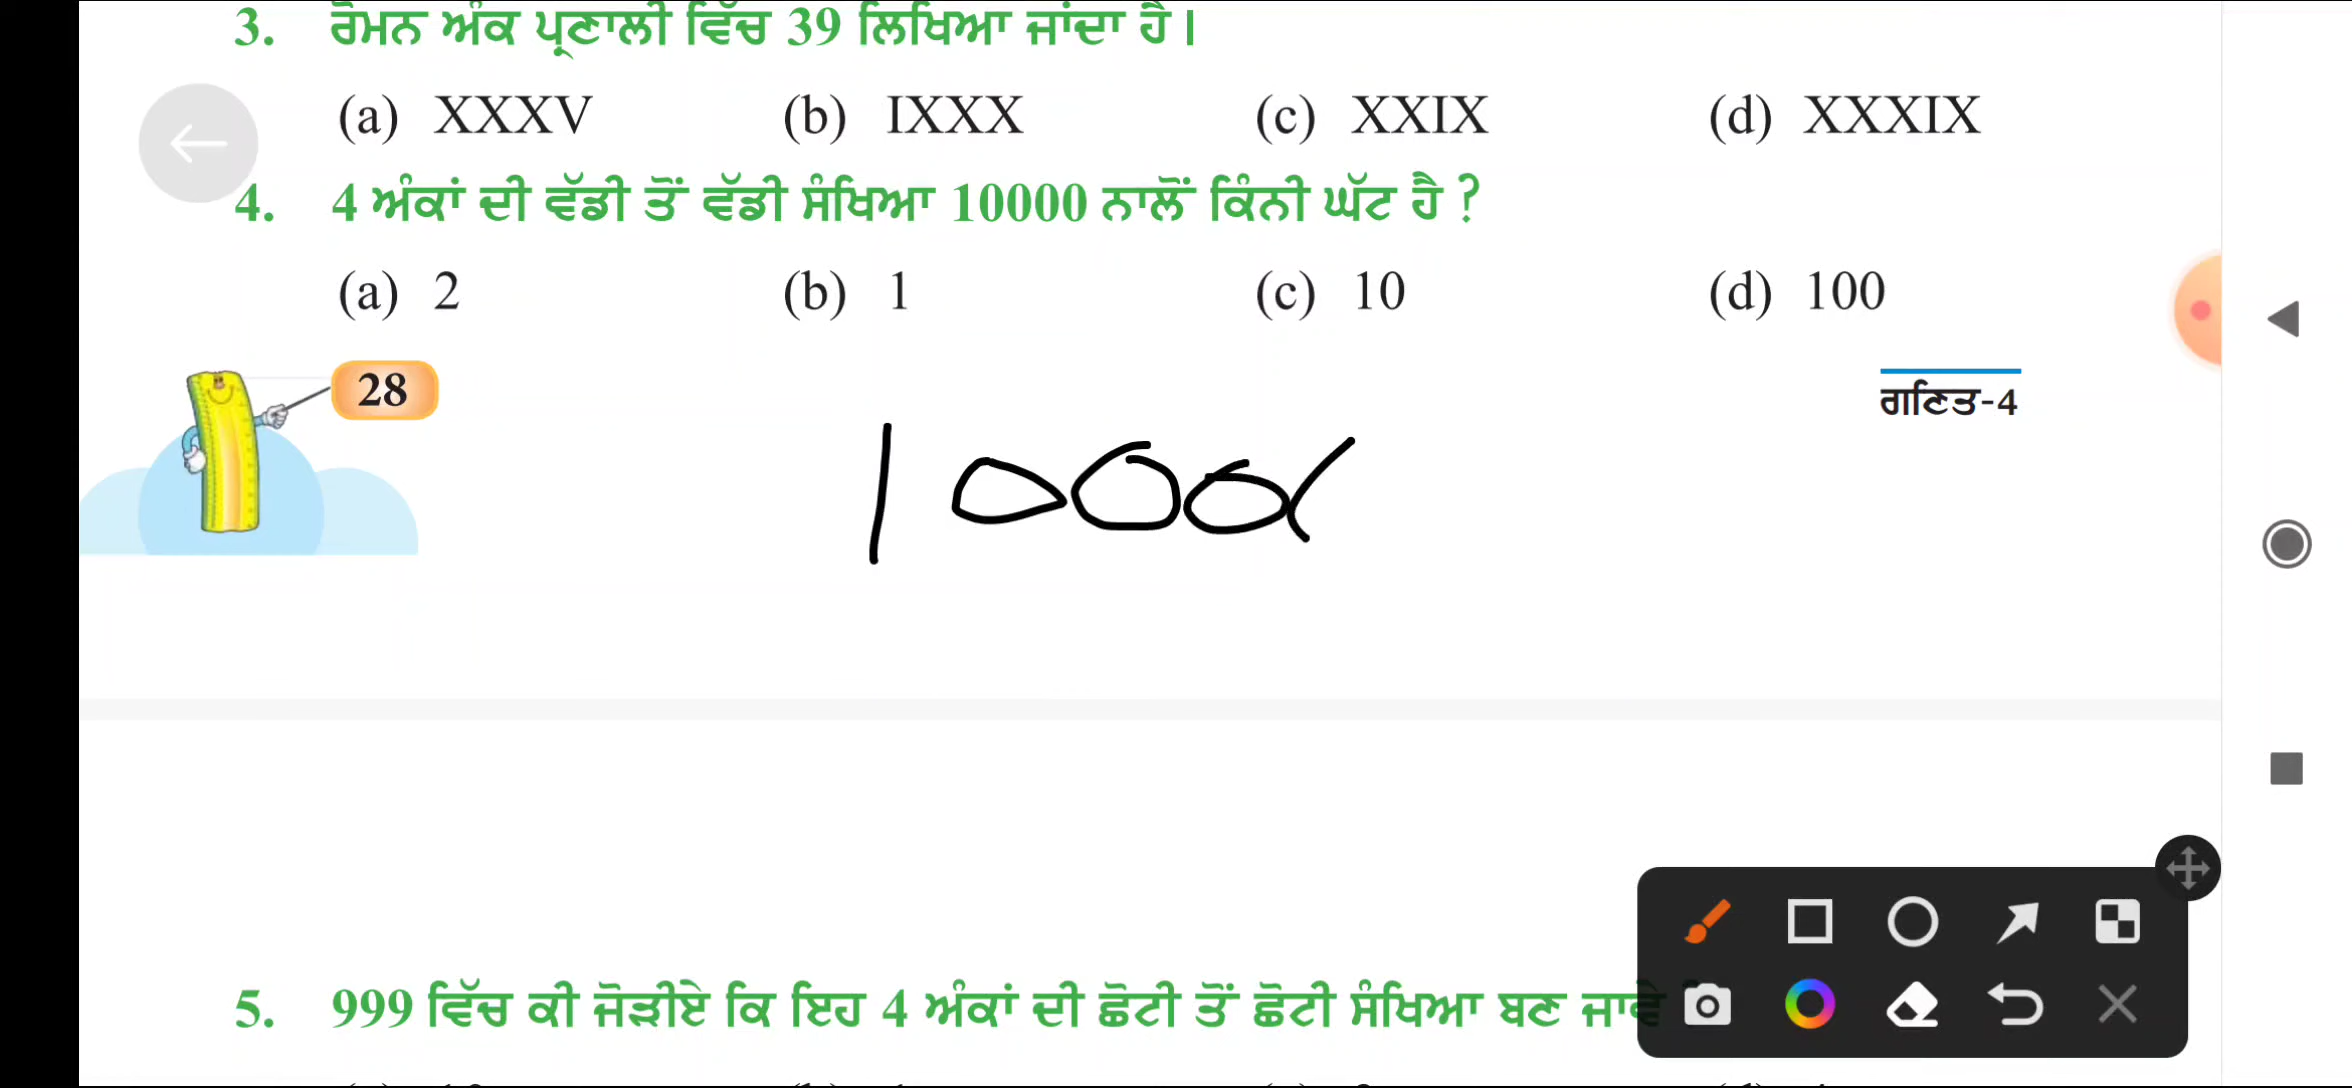 3. ਰੋਮਨ ਅੰਕ ਪ੍ਰਣਾਲੀ ਵਿੱਚ 39 ਲਿਖਿਆ ਜਾਂਦਾ ਹੈ।
(a) XXXV (b) IXXX (c) XXIX (d) XXXIX
4. 4 ਅੰਕਾਂ ਦੀ ਵੱਡੀ ਤੋਂ ਵੱਡੀ ਸੰਖਿਆ 10000 ਨਾਲੋਂ ਕਿੰਨੀ ਘੱਟ ਹੈ ?
(a) 2 (b) 1 (c) 10 (d) 100
28
ਗਣਿਤ-4
1000
5. 999 ਵਿੱਚ ਕੀ ਜੋੜੀਏ ਕਿ ਇਹ 4 ਅੰਕਾਂ ਦੀ ਛੋਟੀ ਤੋਂ ਛੋਟੀ ਸੰਖਿਆ ਬਣ